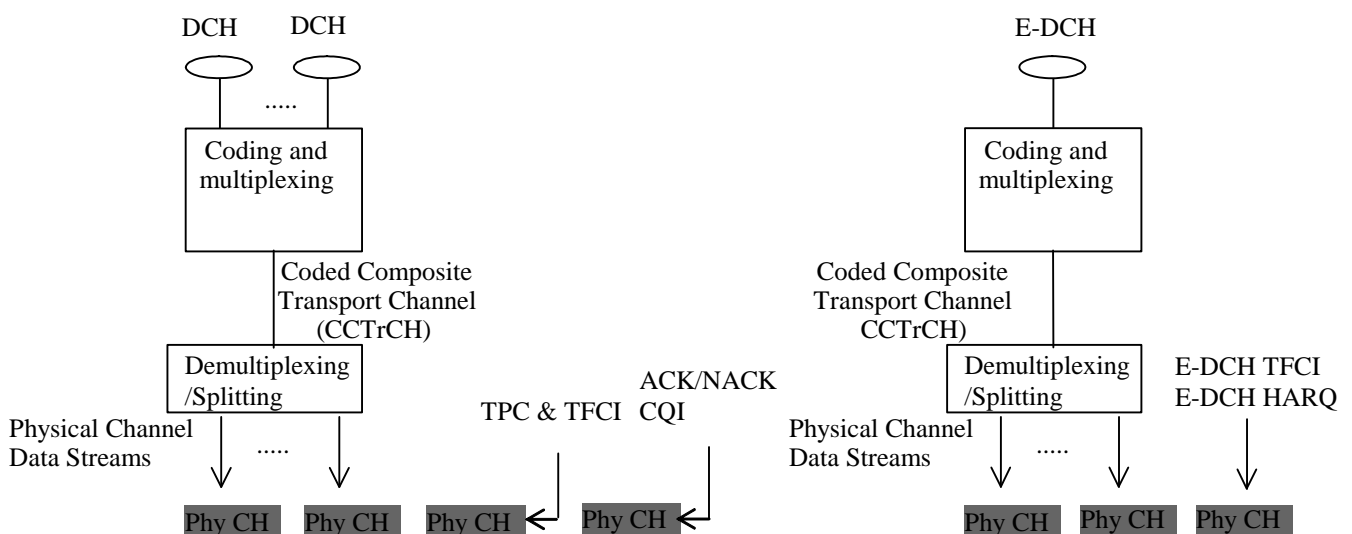 DCH
DCH
.....
Coding and
multiplexing
Coded Composite
Transport Channel
(CCTrCH)
Demultiplexing
/Splitting
Physical Channel
Data Streams
.....
TPC & TFCI
ACK/NACK
CQI
Phy CH
Phy CH
Phy CH
Phy CH
E-DCH
Coding and
multiplexing
Coded Composite
Transport Channel
CCTrCH)
Demultiplexing
/Splitting
Physical Channel
Data Streams
.....
E-DCH TFCI
E-DCH HARQ
Phy CH
Phy CH
Phy CH